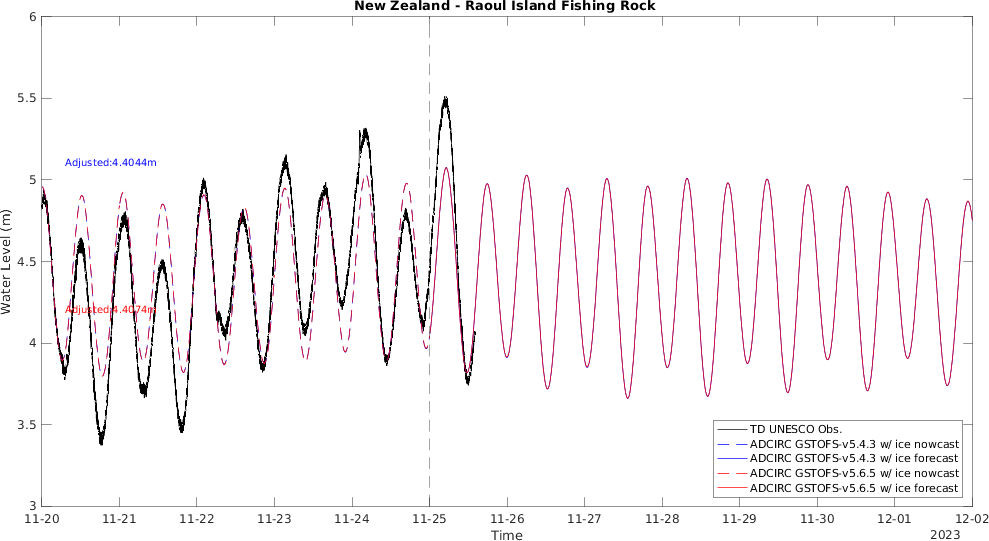 New Zealand - Raoul Island Fishing Rock
6
5.5
5
4.5
4
3.5
3
Water Level (m)
Adjusted:4.4044m
Adjusted:4.4074m
TD UNESCO Obs.
ADCIRC GSTOFS-v5.4.3 w/ ice nowcast
ADCIRC GSTOFS-v5.4.3 w/ ice forecast
ADCIRC GSTOFS-v5.6.5 w/ ice nowcast
ADCIRC GSTOFS-v5.6.5 w/ ice forecast
11-20 11-21 11-22 11-23 11-24 11-25 11-26 11-27 11-28 11-29 11-30 12-01 12-02
Time
2023